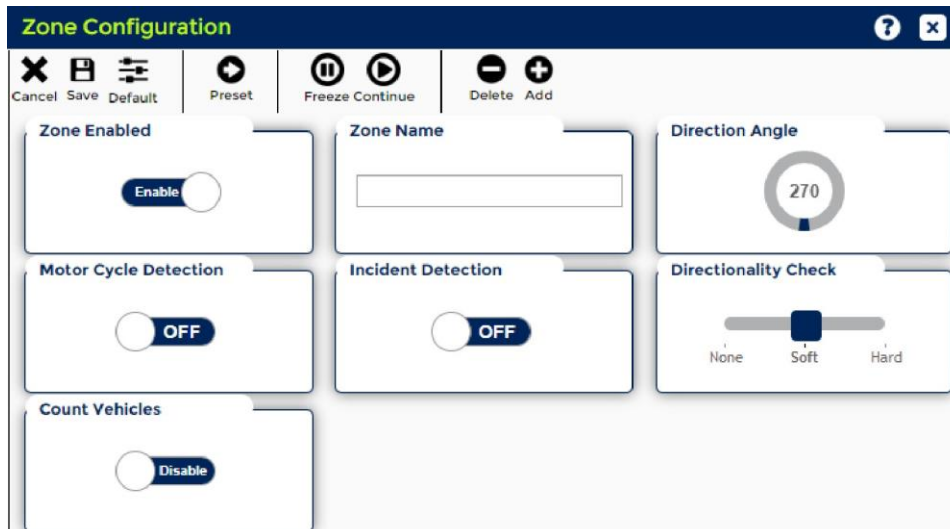 Zone Configuration
?
Cancel Save Default Preset Freeze Continue Delete Add
Zone Enabled
Enable
Zone Name
Direction Angle
270
Motor Cycle Detection
OFF
Incident Detection
OFF
Directionality Check
None Soft Hard
Count Vehicles
Disable